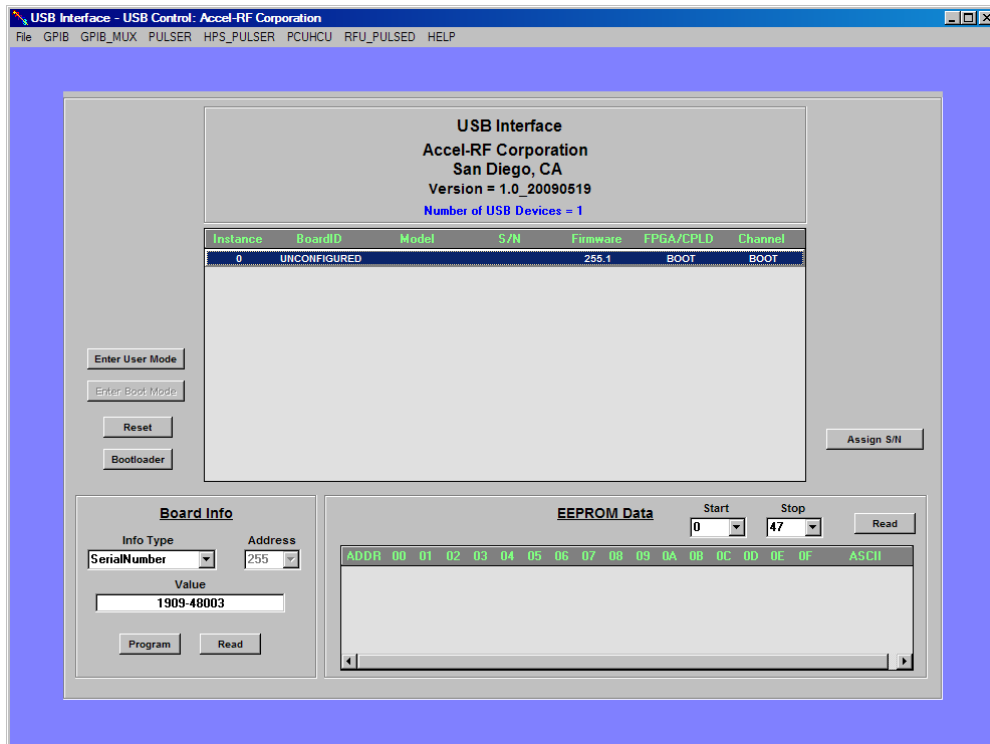 USB Interface - USB Control: Accel-RF Corporation
File GPIB GPIB_MUX PULSER HPS_PULSER PCUHCU RFU_PULSED HELP
USB Interface
Accel-RF Corporation
San Diego, CA
Version = 1.0_20090519
Number of USB Devices = 1
Instance BoardID Model S/N Firmware FPGA/CPLD Channel
0 UNCONFIGURED 255.1 BOOT BOOT
Enter User Mode
Enter Boot Mode
Reset
Bootloader
Assign S/N
Board Info
Info Type Address
SerialNumber 255
Value
1909-48003
Program Read
EEPROM Data
Start Stop
0 47 Read
ADDR 00 01 02 03 04 05 06 07 08 09 0A 0B 0C 0D 0E 0F ASCII